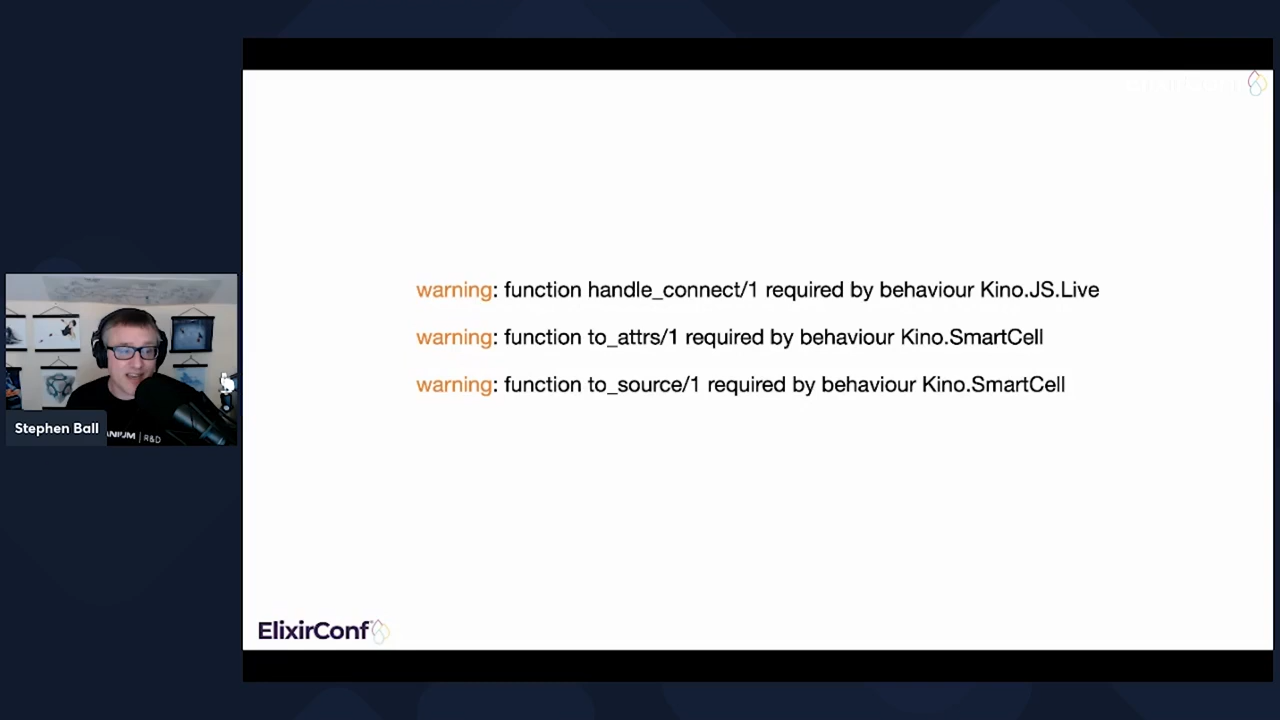 warning: function handle_connect/1 required by behaviour Kino.JS.Live
warning: function to_attrs/1 required by behaviour Kino.SmartCell
warning: function to_source/1 required by behaviour Kino.SmartCell
ANIUM | R&D
Stephen Ball
ElixirConf